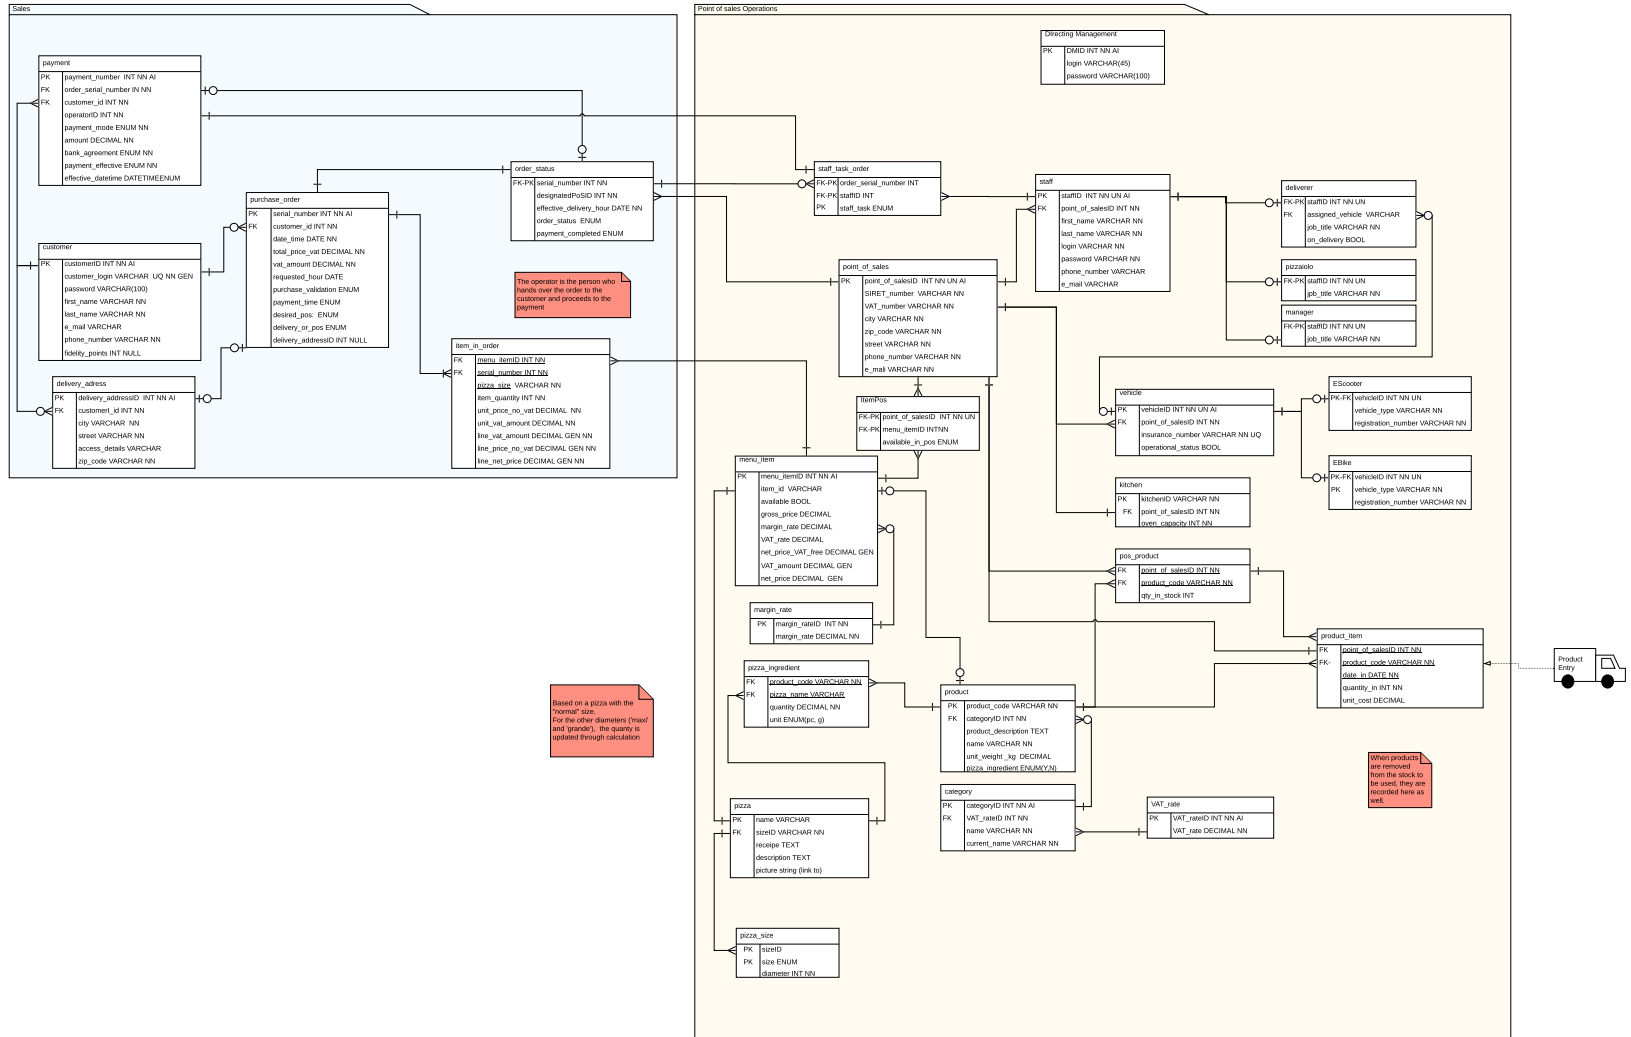 Sales
payment
PK payment_number INT NN AI
FK order_serial_number IN NN
FK customer_id INT NN
operatorID INT NN
payment_mode ENUM NN
amount DECIMAL NN
bank_agreement ENUM NN
payment_effective ENUM NN
effective_datetime DATETIMEENUM
purchase_order
PK serial_number INT NN AI
FK customer_id INT NN
date_time DATE NN
total_price_vat DECIMAL NN
vat_amount DECIMAL NN
requested_hour DATE
purchase_validation ENUM
payment_time ENUM
desired_pos: ENUM
delivery_or_pos ENUM
delivery_addressID INT NULL
customer
PK customerID INT NN AI
customer_login VARCHAR UQ NN GEN
password VARCHAR(100)
first_name VARCHAR NN
last_name VARCHAR NN
e_mail VARCHAR
phone_number VARCHAR NN
fidelity_points INT NULL
delivery_adress
PK delivery_addressID INT NN AI
FK customerI_id INT NN
city VARCHAR NN
street VARCHAR NN
access_details VARCHAR
zip_code VARCHAR NN
order_status
FK-PK serial_number INT NN
designatedPoSID INT NN
effective_delivery_hour DATE NN
order_status ENUM
payment_completed ENUM
The operator is the person who
hands over the order to the
customer and proceeds to the
payment
item_in_order
FK menu_itemID INT NN
FK serial_number INT NN
pizza_size VARCHAR NN
item_quantity INT NN
unit_price_no_vat DECIMAL NN
unit_vat_amount DECIMAL NN
line_vat_amount DECIMAL GEN NN
line_price_no_vat DECIMAL GEN NN
line_net_price DECIMAL GEN NN
Point of sales Operations
DIrecting Management
PK DMID INT NN AI
login VARCHAR(45)
password VARCHAR(100)
staff_task_order
FK-PK order_serial_number INT
FK-PK staffID INT
PK staff_task ENUM
staff
PK staffID INT NN UN AI
FK point_of_salesID INT NN
first_name VARCHAR NN
last_name VARCHAR NN
login VARCHAR NN
password VARCHAR NN
phone_number VARCHAR
e_mail VARCHAR
deliverer
FK-PK staffID INT NN UN
FK assigned_vehicle VARCHAR
job_title VARCHAR NN
on_delivery BOOL
pizzaiolo
FK-PK staffID INT NN UN
jpb_title VARCHAR NN
manager
FK-PK staffID INT NN UN
job_title VARCHAR NN
point_of_sales
PK point_of_salesID INT NN UN AI
SIRET_number VARCHAR NN
VAT_number VARCHAR NN
city VARCHAR NN
zip_code VARCHAR NN
street VARCHAR NN
phone_number VARCHAR NN
e_mali VARCHAR NN
ItemPos
FK-PK point_of_salesID INT NN UN
FK-PK menu_itemID INTNN
available_in_pos ENUM
vehicle
PK vehicleID INT NN UN AI
FK point_of_salesID INT NN
insurance_number VARCHAR NN UQ
operational_status BOOL
EScooter
PK-FK vehicleID INT NN UN
vehicle_type VARCHAR NN
registration_number VARCHAR NN
EBike
PK-FK vehicleID INT NN UN
PK vehicle_type VARCHAR NN
registration_number VARCHAR NN
kitchen
PK kitchenID VARCHAR NN
FK point_of_salesID INT NN
oven_capacity INT NN
menu_item
PK menu_itemID INT NN AI
item_id VARCHAR
available BOOL
gross_price DECIMAL
margin_rate DECIMAL
VAT_rate DECIMAL
net_price_VAT_free DECIMAL GEN
VAT_amount DECIMAL GEN
net_price DECIMAL GEN
pos_product
FK point_of_salesID INT NN
FK product_code VARCHAR NN
qty_in_stock INT
margin_rate
PK margin_rateID INT NN
margin_rate DECIMAL NN
product_item
FK point_of_salesID INT NN
FK- product_code VARCHAR NN
date_in DATE NN
quantity_in INT NN
unit_cost DECIMAL
Product
Entry
pizza_ingredient
FK product_code VARCHAR NN
FK pizza_name VARCHAR
quantity DECIMAL NN
unit ENUM(pc, g)
product
PK product_code VARCHAR NN
FK categoryID INT NN
product_description TEXT
name VARCHAR NN
unit_weight _kg DECIMAL
pizza_ingredient ENUM(Y,N)
Based on a pizza with the
"normal" size.
For the other diameters ('maxi'
and 'grande'), the quanty is
updated through calculation
When products
are removed
from the stock to
be used, they are
recorded here as
well.
category
PK categoryID INT NN AI
FK VAT_rateID INT NN
name VARCHAR NN
current_name VARCHAR NN
VAT_rate
PK VAT_rateID INT NN AI
VAT_rate DECIMAL NN
pizza
PK name VARCHAR
FK sizeID VARCHAR NN
receipe TEXT
description TEXT
picture string (link to)
pizza_size
PK sizeID
PK size ENUM
diameter INT NN